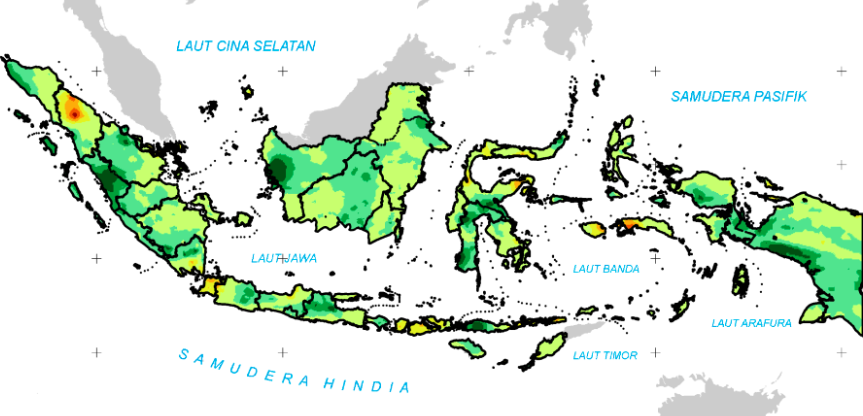 LAUT CINA SELATAN
SAMUDERA PASIFIK
LAUT JAWA
LAUT BANDA
LAUT ARAFURA
LAUT TIMOR
SAMUDERA HINDIA